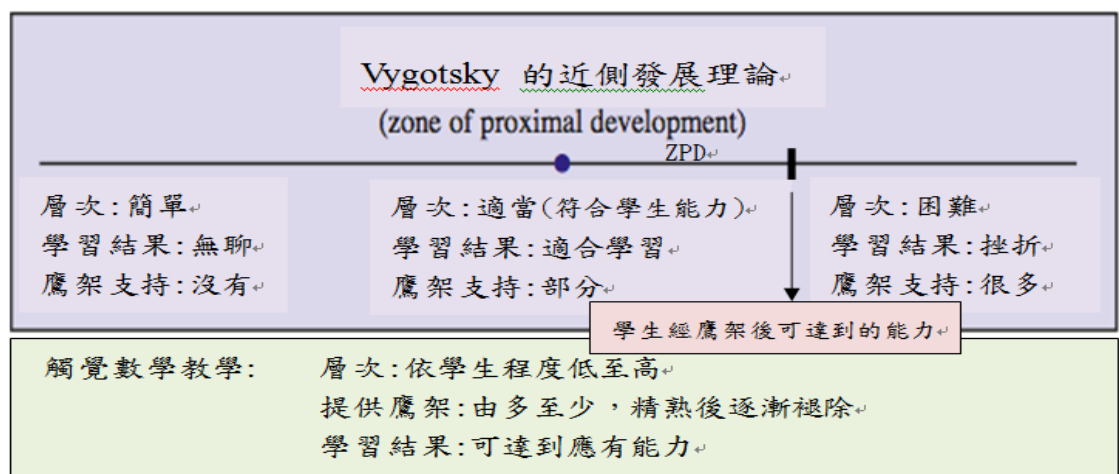 Vygotsky 的近側發展理論
(zone of proximal development)
ZPD
層次:簡單
學習結果:無聊
鷹架支持:沒有
層次:適當(符合學生能力)
學習結果:適合學習
鷹架支持:部分
層次:困難
學習結果:挫折
鷹架支持:很多
學生經鷹架後可達到的能力
觸覺數學教學: 層次:依學生程度低至高
提供鷹架:由多至少，精熟後逐漸褪除
學習結果:可達到應有能力